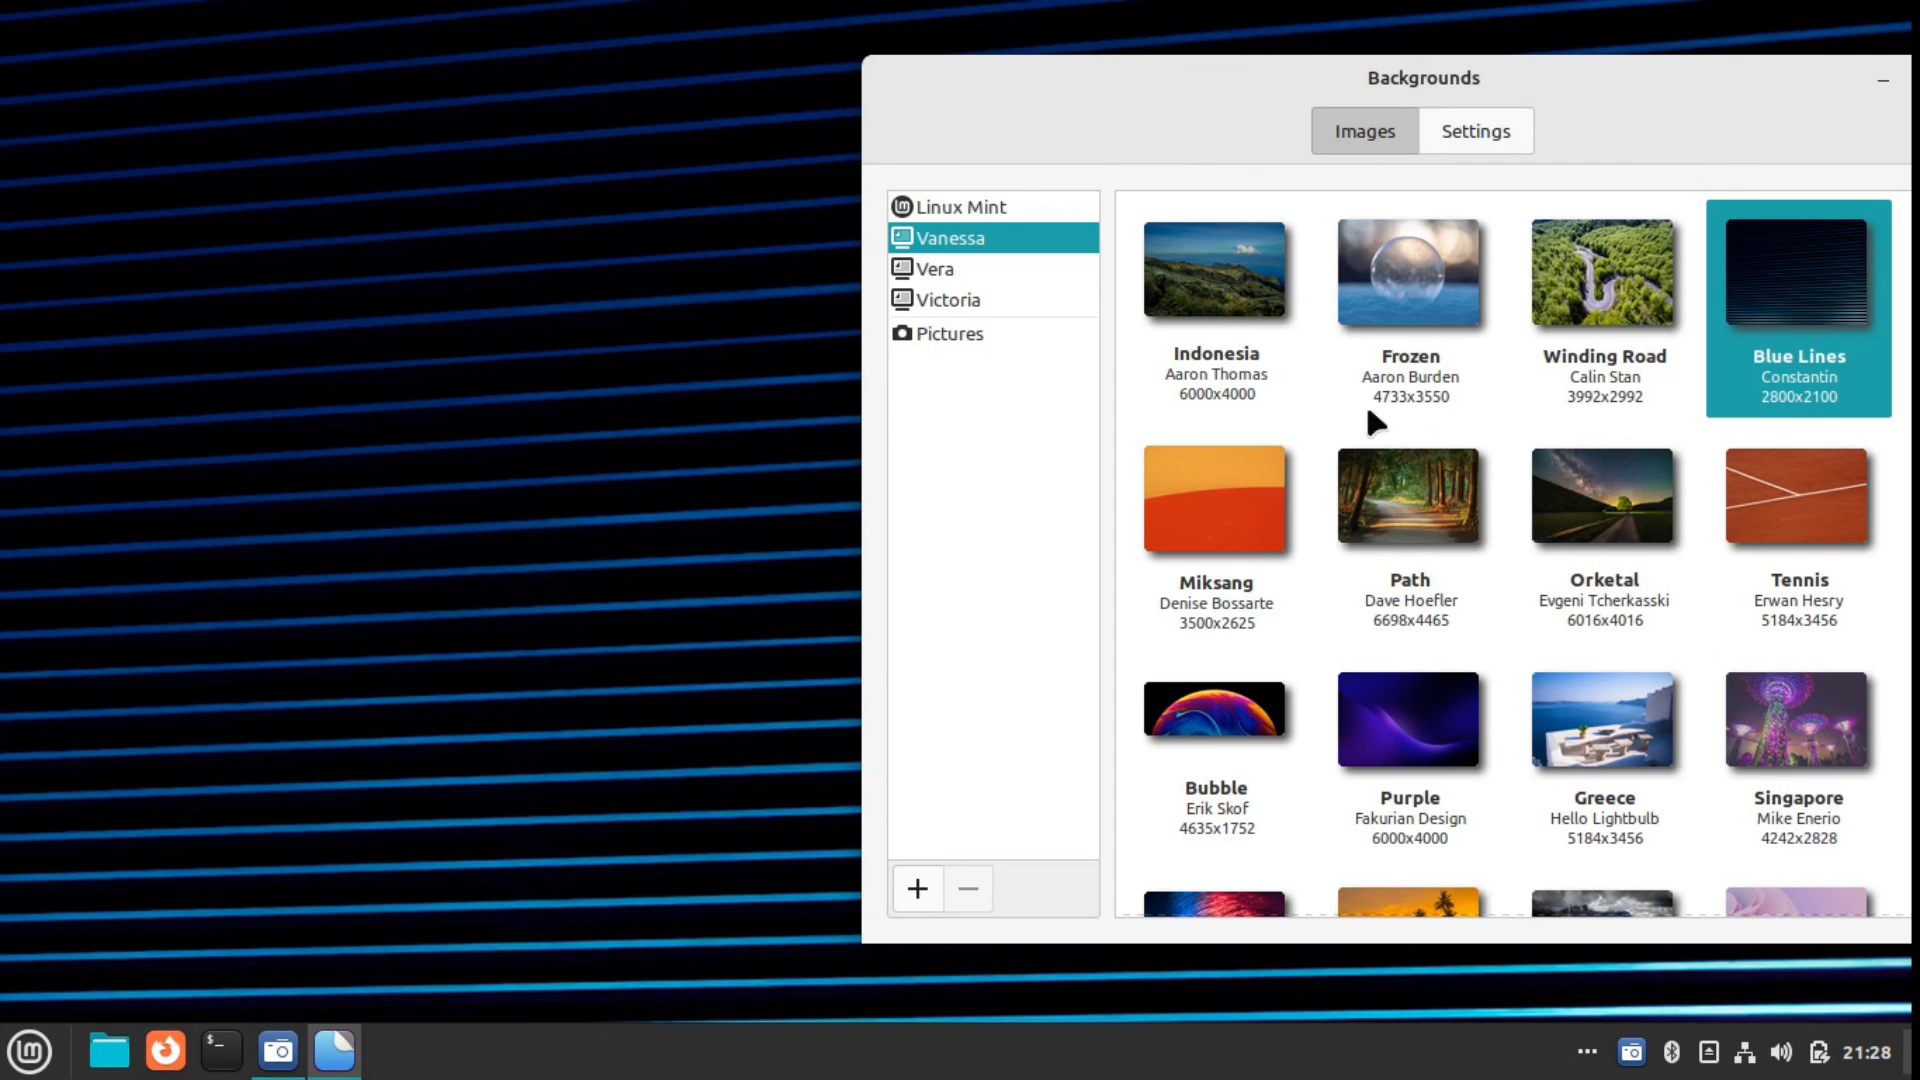 Backgrounds
Images Settings
Linux Mint
Vanessa
Vera
Victoria
Pictures
Indonesia
Aaron Thomas
6000x4000
Frozen
Aaron Burden
4733x3550
Winding Road
Calin Stan
3992x2992
Blue Lines
Constantin
2800x2100
Miksang
Denise Bossarte
3500x2625
Path
Dave Hoefler
6698x4465
Orketal
Evgeni Tcherkasski
6016x4016
Tennis
Erwan Hesry
5184x3456
Bubble
Erik Skof
4635x1752
Purple
Fakurian Design
6000x4000
Greece
Hello Lightbulb
5184x3456
Singapore
Mike Enerio
4242x2828
$_
21:28